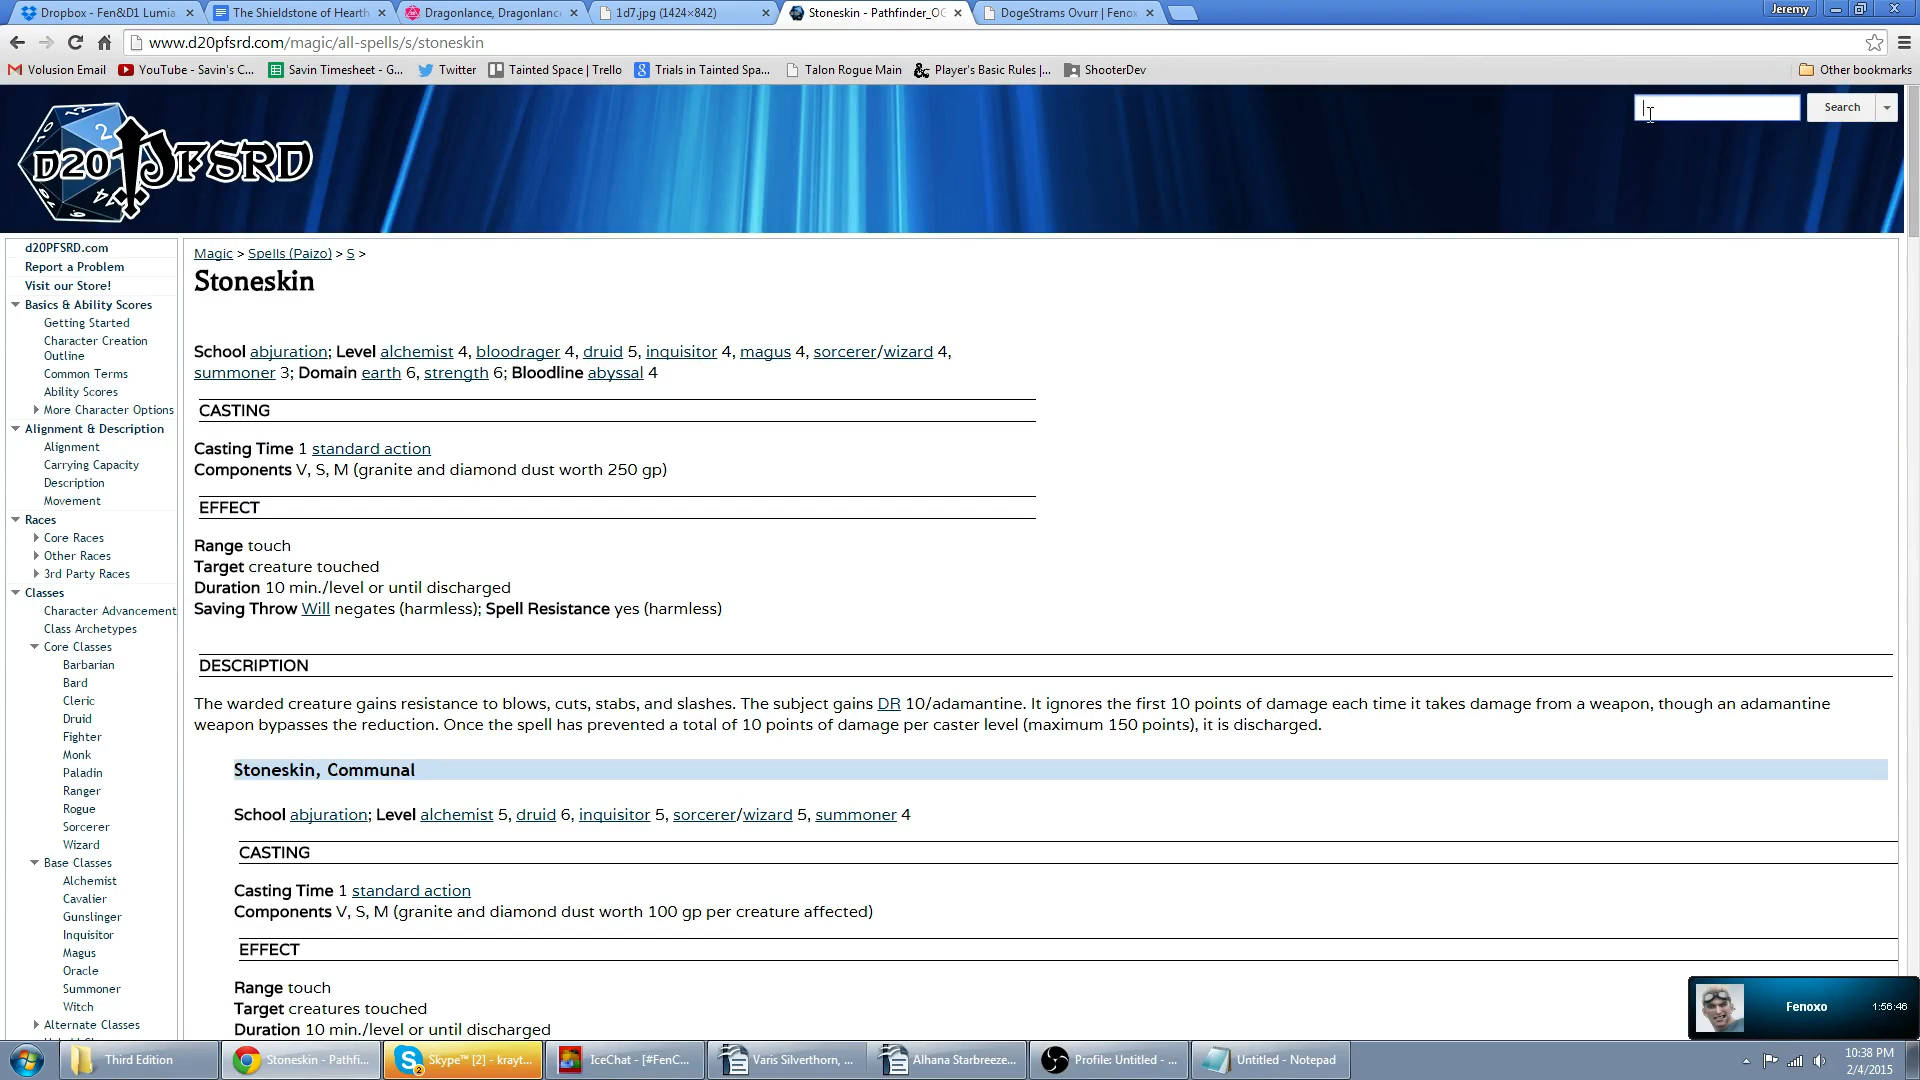 Dropbox - Fen&D1 Lumia
The Shieldstone of Hearth
Dragonlance, Dragonlanc
1d7.jpg (1424×842)
Stoneskin - Pathfinder_OG
DogeStrams Ovurr | Fenox
Jeremy
www.d20pfsrd.com/magic/all-spells/s/stoneskin
Volusion Email
YouTube - Savin's C...
Savin Timesheet - G...
Twitter
Tainted Space | Trello
Trials in Tainted Spa...
Talon Rogue Main
Player's Basic Rules |...
ShooterDev
Other bookmarks
D20PFSRD
Search
d20PFSRD.com
Report a Problem
Visit our Store!
Basics & Ability Scores
Getting Started
Character Creation
Outline
Common Terms
Ability Scores
More Character Options
Alignment & Description
Alignment
Carrying Capacity
Description
Movement
Races
Core Races
Other Races
3rd Party Races
Classes
Character Advancement
Class Archetypes
Core Classes
Barbarian
Bard
Cleric
Druid
Fighter
Monk
Paladin
Ranger
Rogue
Sorcerer
Wizard
Base Classes
Alchemist
Cavalier
Gunslinger
Inquisitor
Magus
Oracle
Summoner
Witch
Alternate Classes
Magic > Spells (Paizo) > S >
Stoneskin
School abjuration; Level alchemist 4, bloodrager 4, druid 5, inquisitor 4, magus 4, sorcerer/wizard 4,
summoner 3; Domain earth 6, strength 6; Bloodline abyssal 4
CASTING
Casting Time 1 standard action
Components V, S, M (granite and diamond dust worth 250 gp)
EFFECT
Range touch
Target creature touched
Duration 10 min./level or until discharged
Saving Throw Will negates (harmless); Spell Resistance yes (harmless)
DESCRIPTION
The warded creature gains resistance to blows, cuts, stabs, and slashes. The subject gains DR 10/adamantine. It ignores the first 10 points of damage each time it takes damage from a weapon, though an adamantine
weapon bypasses the reduction. Once the spell has prevented a total of 10 points of damage per caster level (maximum 150 points), it is discharged.
Stoneskin, Communal
School abjuration; Level alchemist 5, druid 6, inquisitor 5, sorcerer/wizard 5, summoner 4
CASTING
Casting Time 1 standard action
Components V, S, M (granite and diamond dust worth 100 gp per creature affected)
EFFECT
Range touch
Target creatures touched
Duration 10 min./level or until discharged
Fenoxo
1:56:46
Third Edition
Stoneskin - Pathfi...
Skype™ [2] - krayt...
IceChat - [#FenC...
Varis Silverthorn, ...
Alhana Starbreeze...
Profile: Untitled - ...
Untitled - Notepad
10:38 PM
2/4/2015